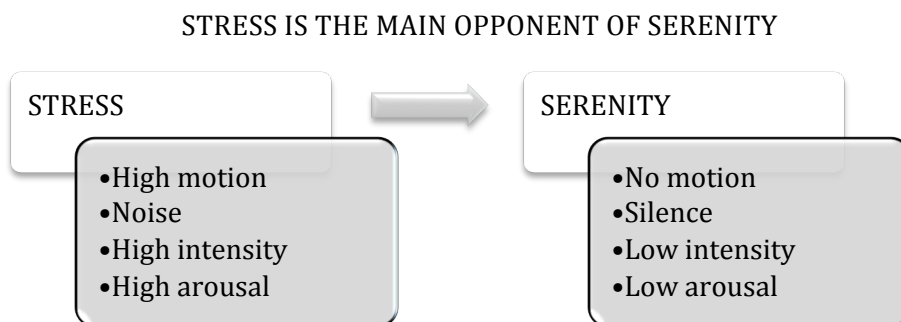 STRESS IS THE MAIN OPPONENT OF SERENITY
STRESS
•High motion
•Noise
•High intensity
•High arousal
SERENITY
•No motion
•Silence
•Low intensity
•Low arousal